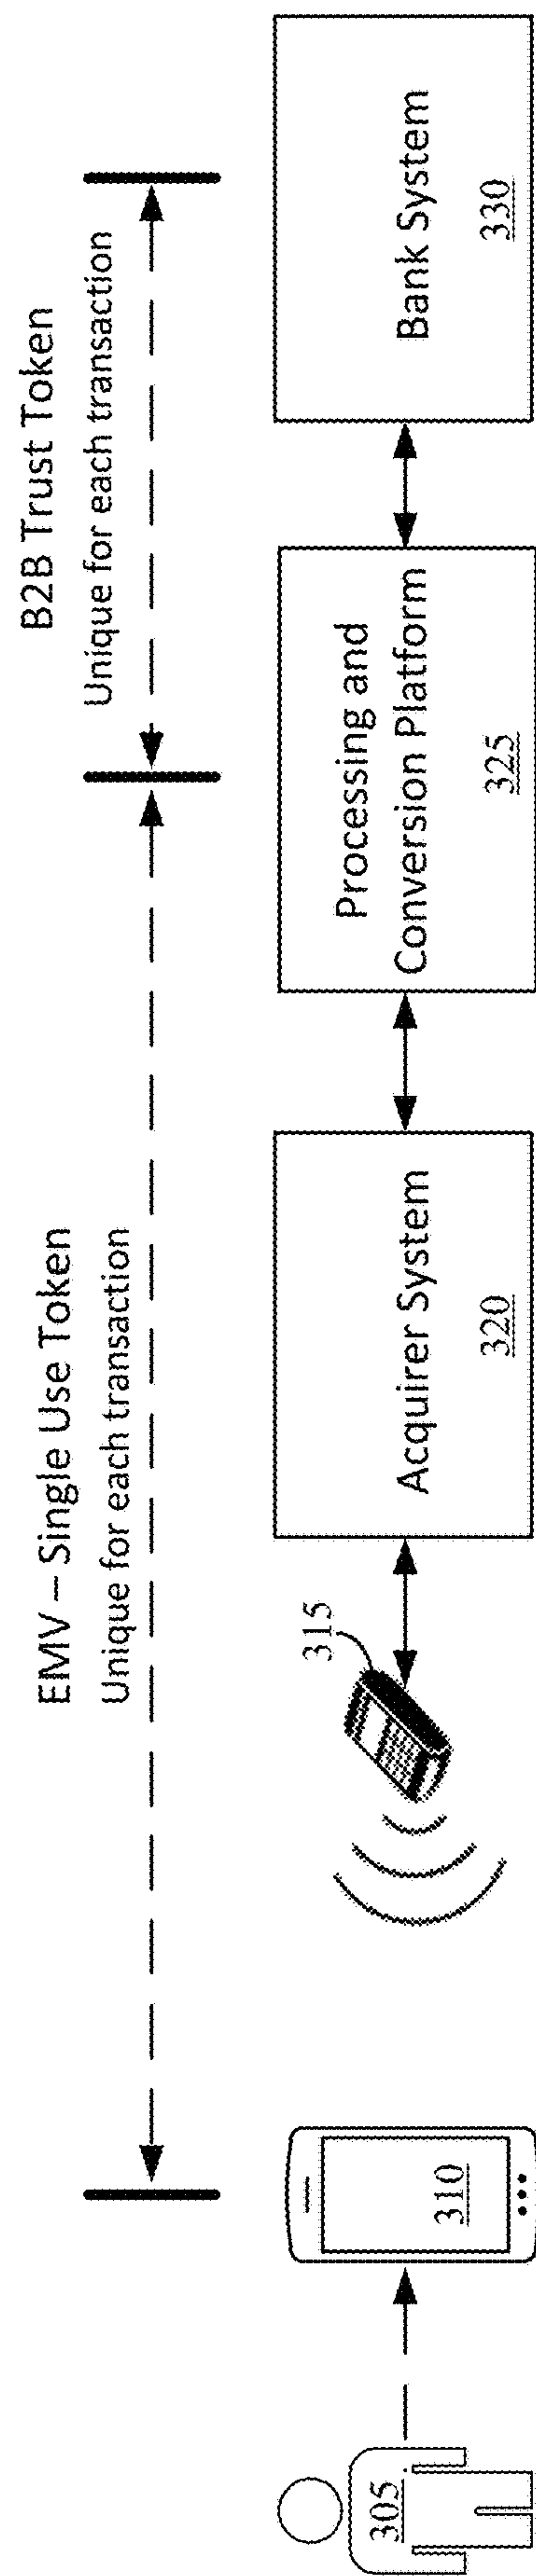 EMV – Single Use Token
Unique for each transaction
B2B Trust Token
Unique for each transaction
305
310
315
Acquirer System
320
Processing and
Conversion Platform
325
Bank System
330